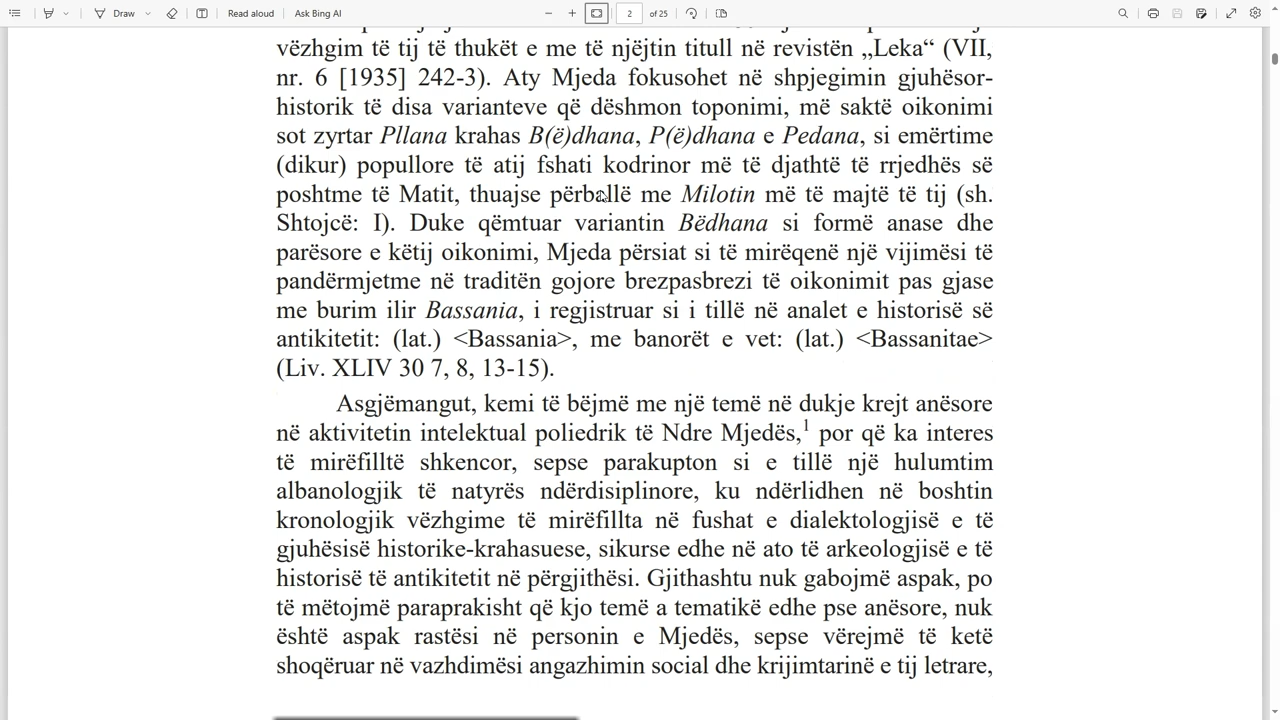 Draw
Read aloud
Ask Bing AI
2
of 25
vëzhgim të tij të thukët e me të njëjtin titull në revistën „Leka“ (VII,
nr. 6 [1935] 242-3). Aty Mjeda fokusohet në shpjegimin gjuhësor-
historik të disa varianteve që dëshmon toponimi, më saktë oikonimi
sot zyrtar Pllana krahas B(ë)dhana, P(ë)dhana e Pedana, si emërtime
(dikur) popullore të atij fshati kodrinor më të djathtë të rrjedhës së
poshtme të Matit, thuajse përballë me Milotin më të majtë të tij (sh.
Shtojcë: I). Duke qëmtuar variantin Bëdhana si formë anase dhe
parësore e këtij oikonimi, Mjeda përsiat si të mirëqenë një vijimësi të
pandërmjetme në traditën gojore brezpasbrezi të oikonimit pas gjase
me burim ilir Bassania, i regjistruar si i tillë në analet e historisë së
antikitetit: (lat.) <Bassania>, me banorët e vet: (lat.) <Bassanitae>
(Liv. XLIV 30 7, 8, 13-15).
Asgjëmangut, kemi të bëjmë me një temë në dukje krejt anësore
në aktivitetin intelektual poliedrik të Ndre Mjedës,1 por që ka interes
të mirëfilltë shkencor, sepse parakupton si e tillë një hulumtim
albanologjik të natyrës ndërdisiplinore, ku ndërlidhen në boshtin
kronologjik vëzhgime të mirëfillta në fushat e dialektologjisë e të
gjuhësisë historike-krahasuese, sikurse edhe në ato të arkeologjisë e të
historisë të antikitetit në përgjithësi. Gjithashtu nuk gabojmë aspak, po
të mëtojmë paraprakisht që kjo temë a tematikë edhe pse anësore, nuk
është aspak rastësi në personin e Mjedës, sepse vërejmë të ketë
shoqëruar në vazhdimësi angazhimin social dhe krijimtarinë e tij letrare,